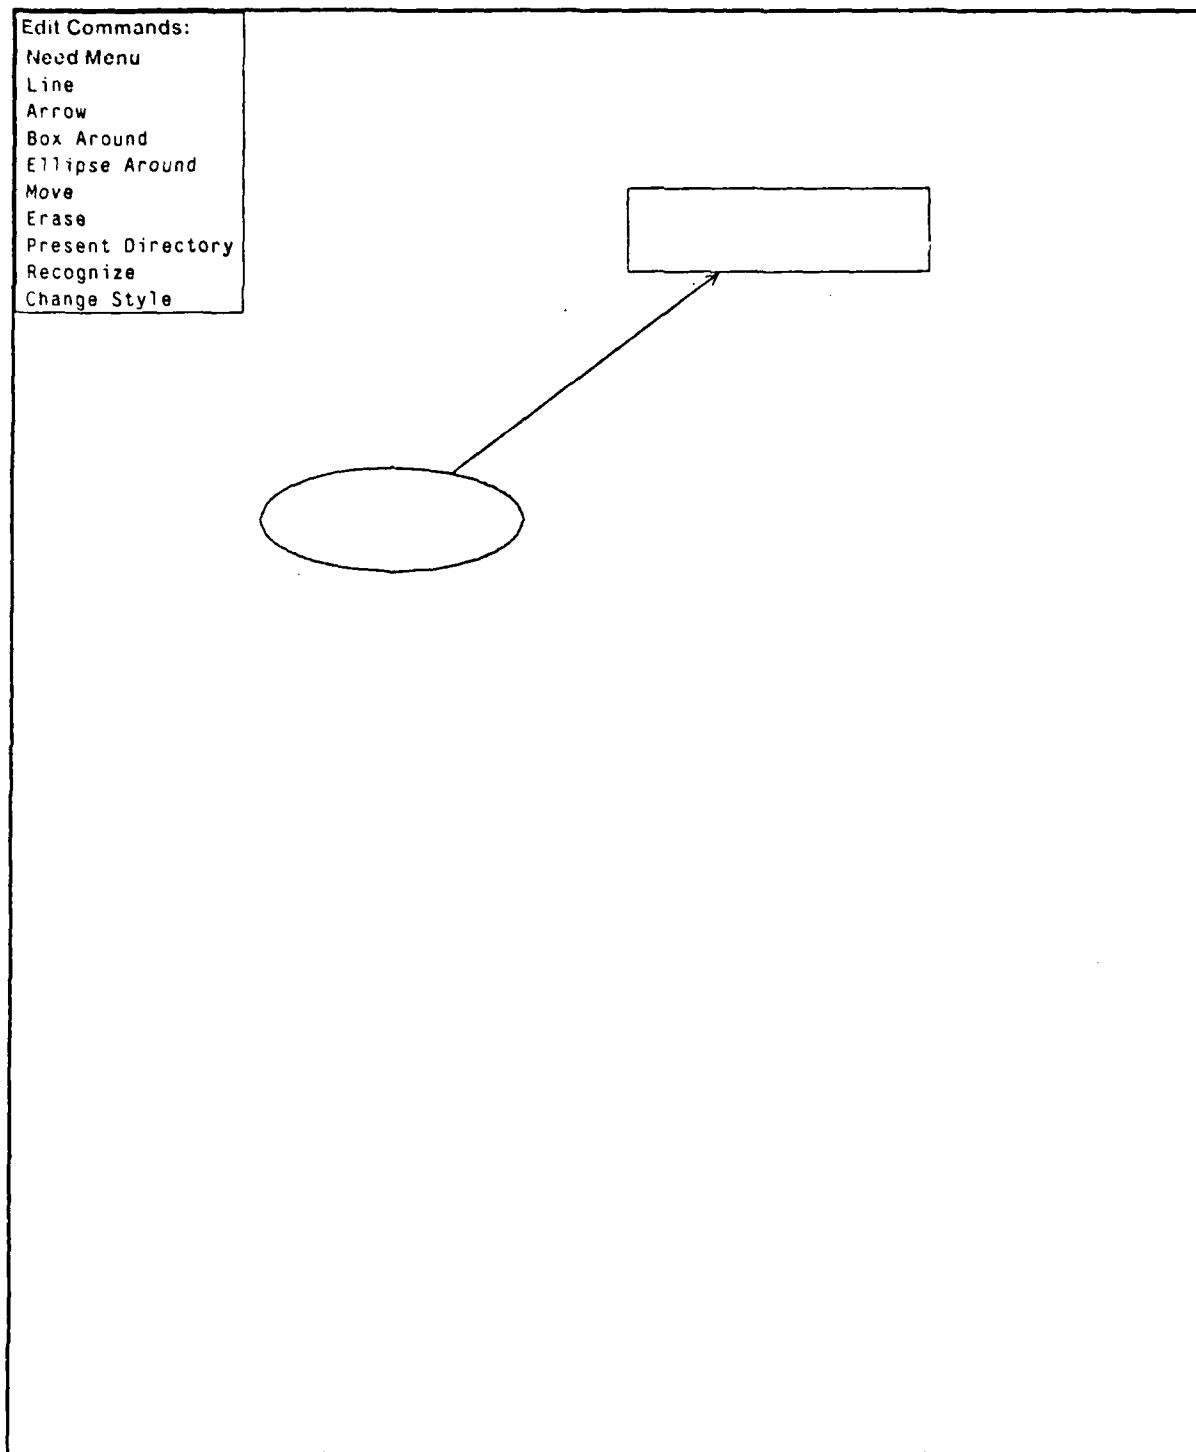 Edit Commands:
Need Menu
Line
Arrow
Box Around
Ellipse Around
Move
Erase
Present Directory
Recognize
Change Style